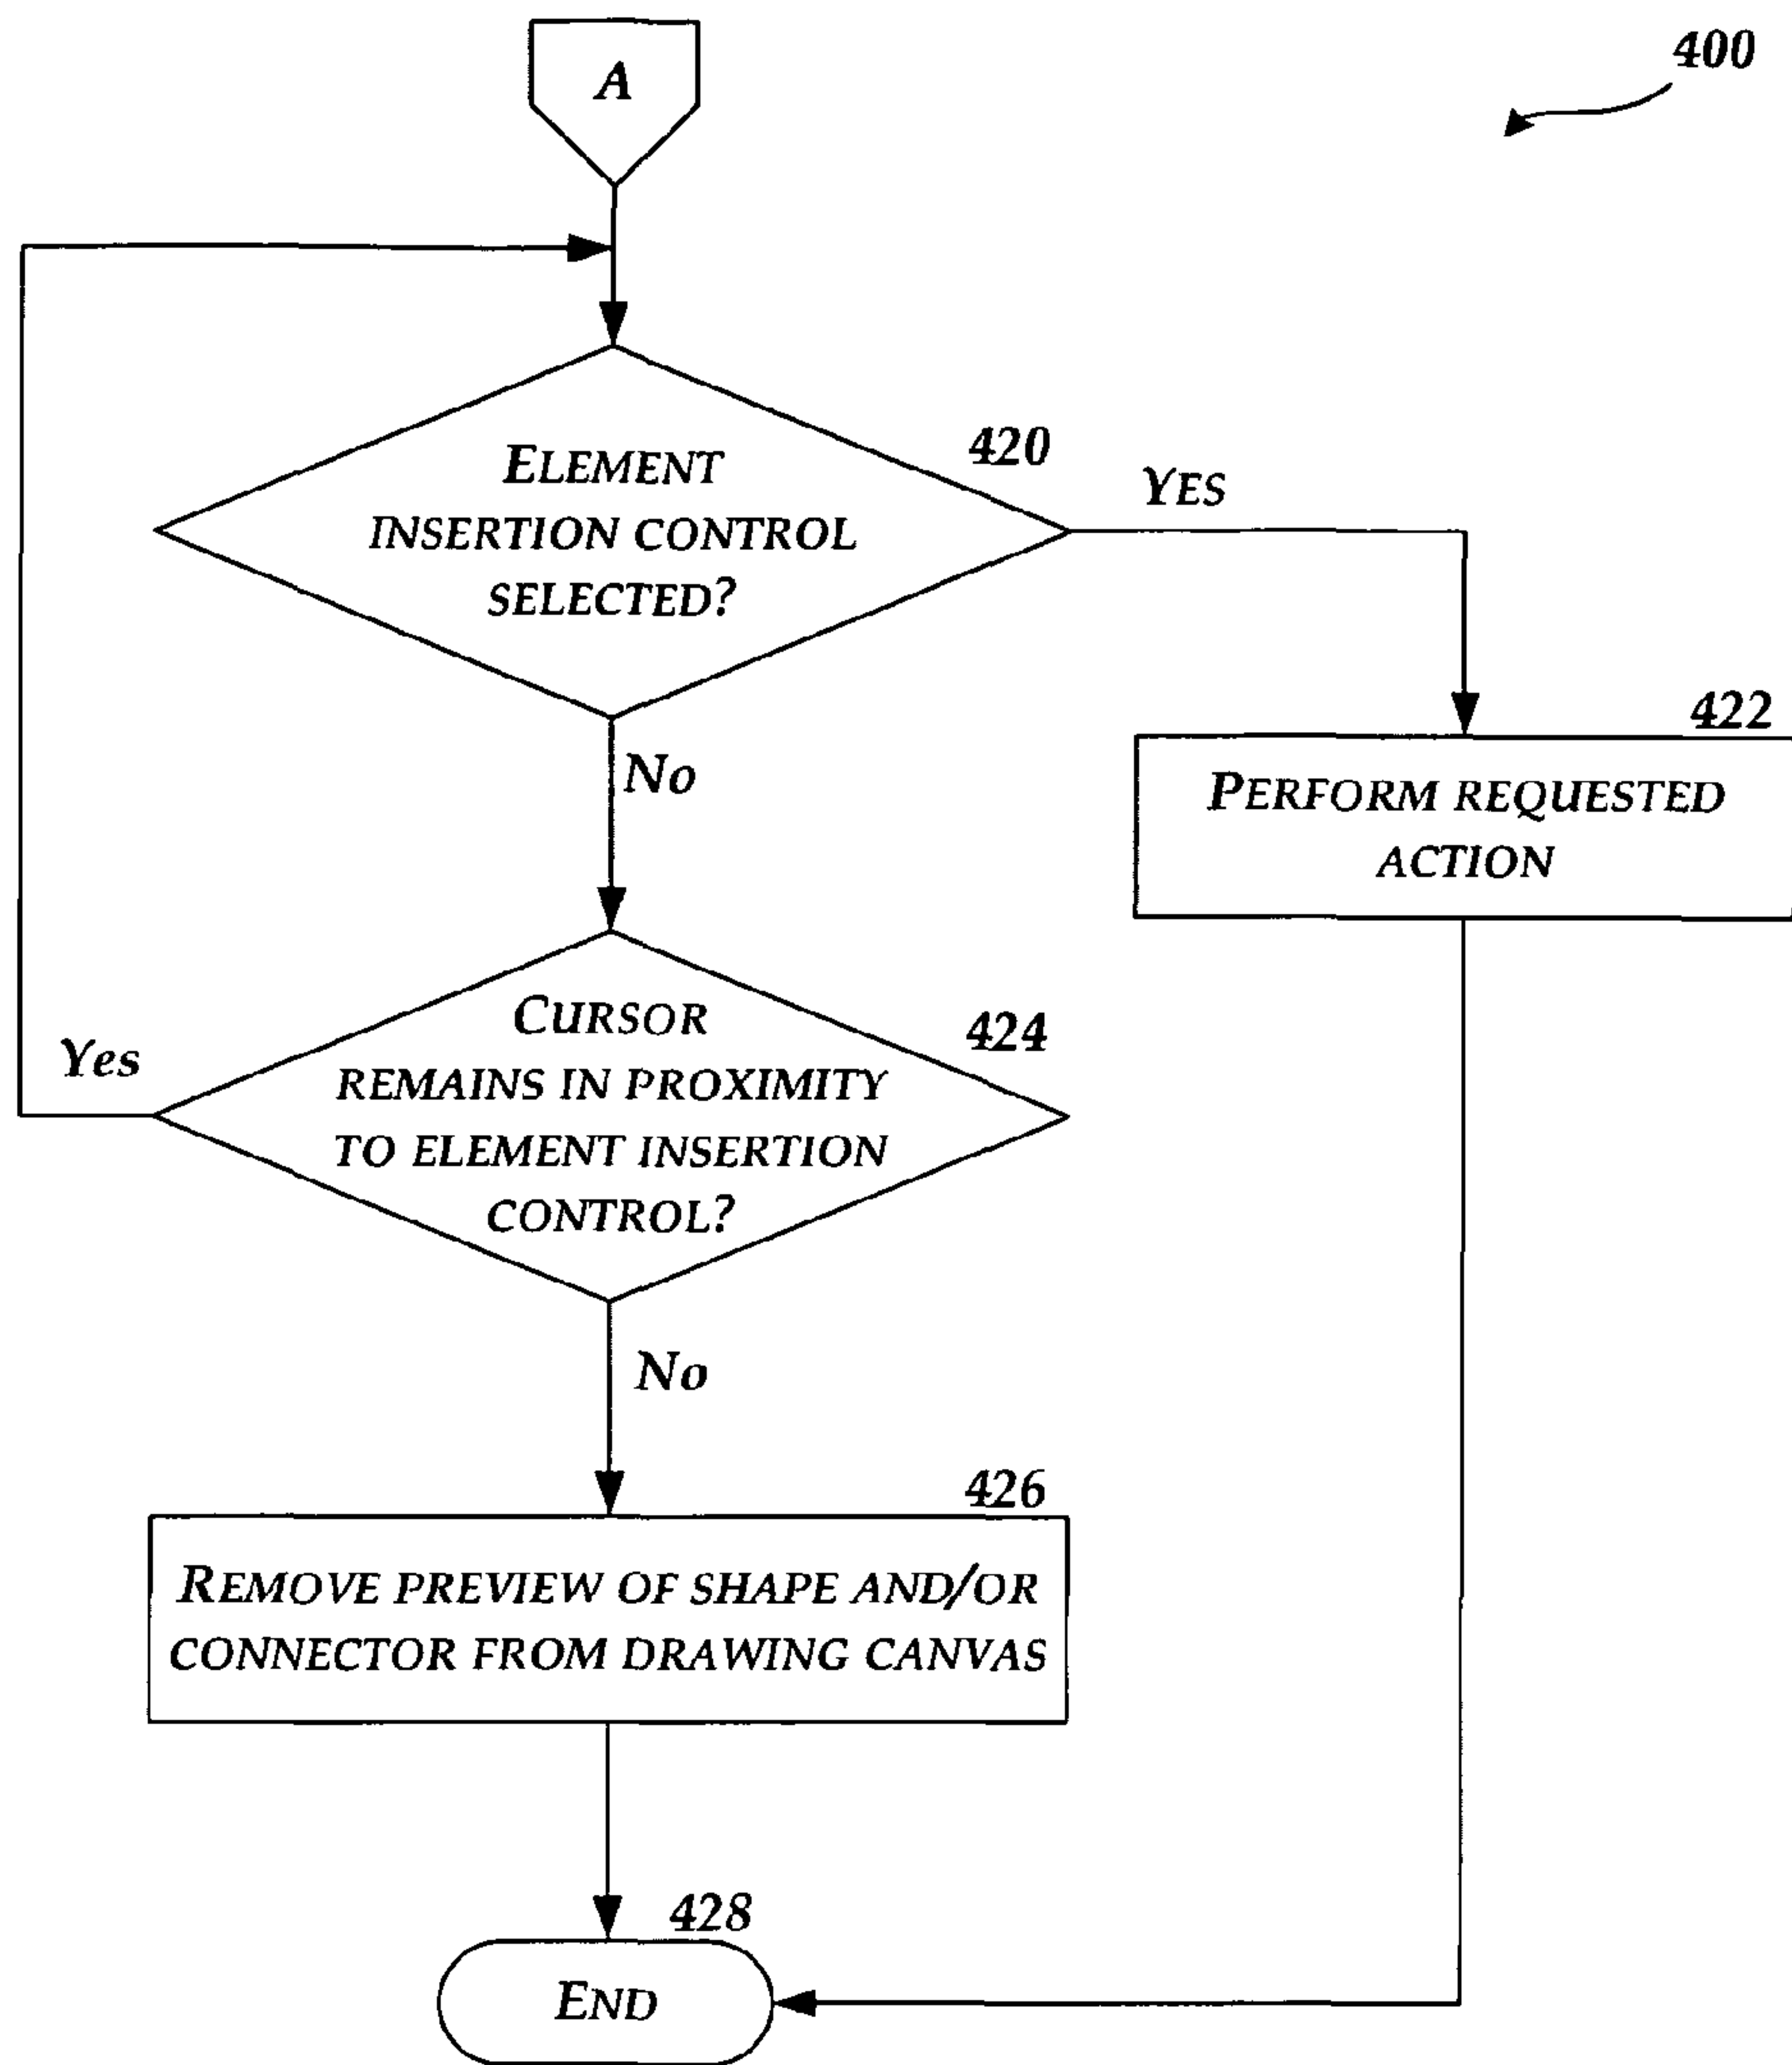 A
400
420
ELEMENT
INSERTION CONTROL
SELECTED?
YES
No
422
PERFORM REQUESTED
ACTION
424
CURSOR
REMAINS IN PROXIMITY
TO ELEMENT INSERTION
CONTROL?
Yes
No
426
REMOVE PREVIEW OF SHAPE AND/OR
CONNECTOR FROM DRAWING CANVAS
428
END